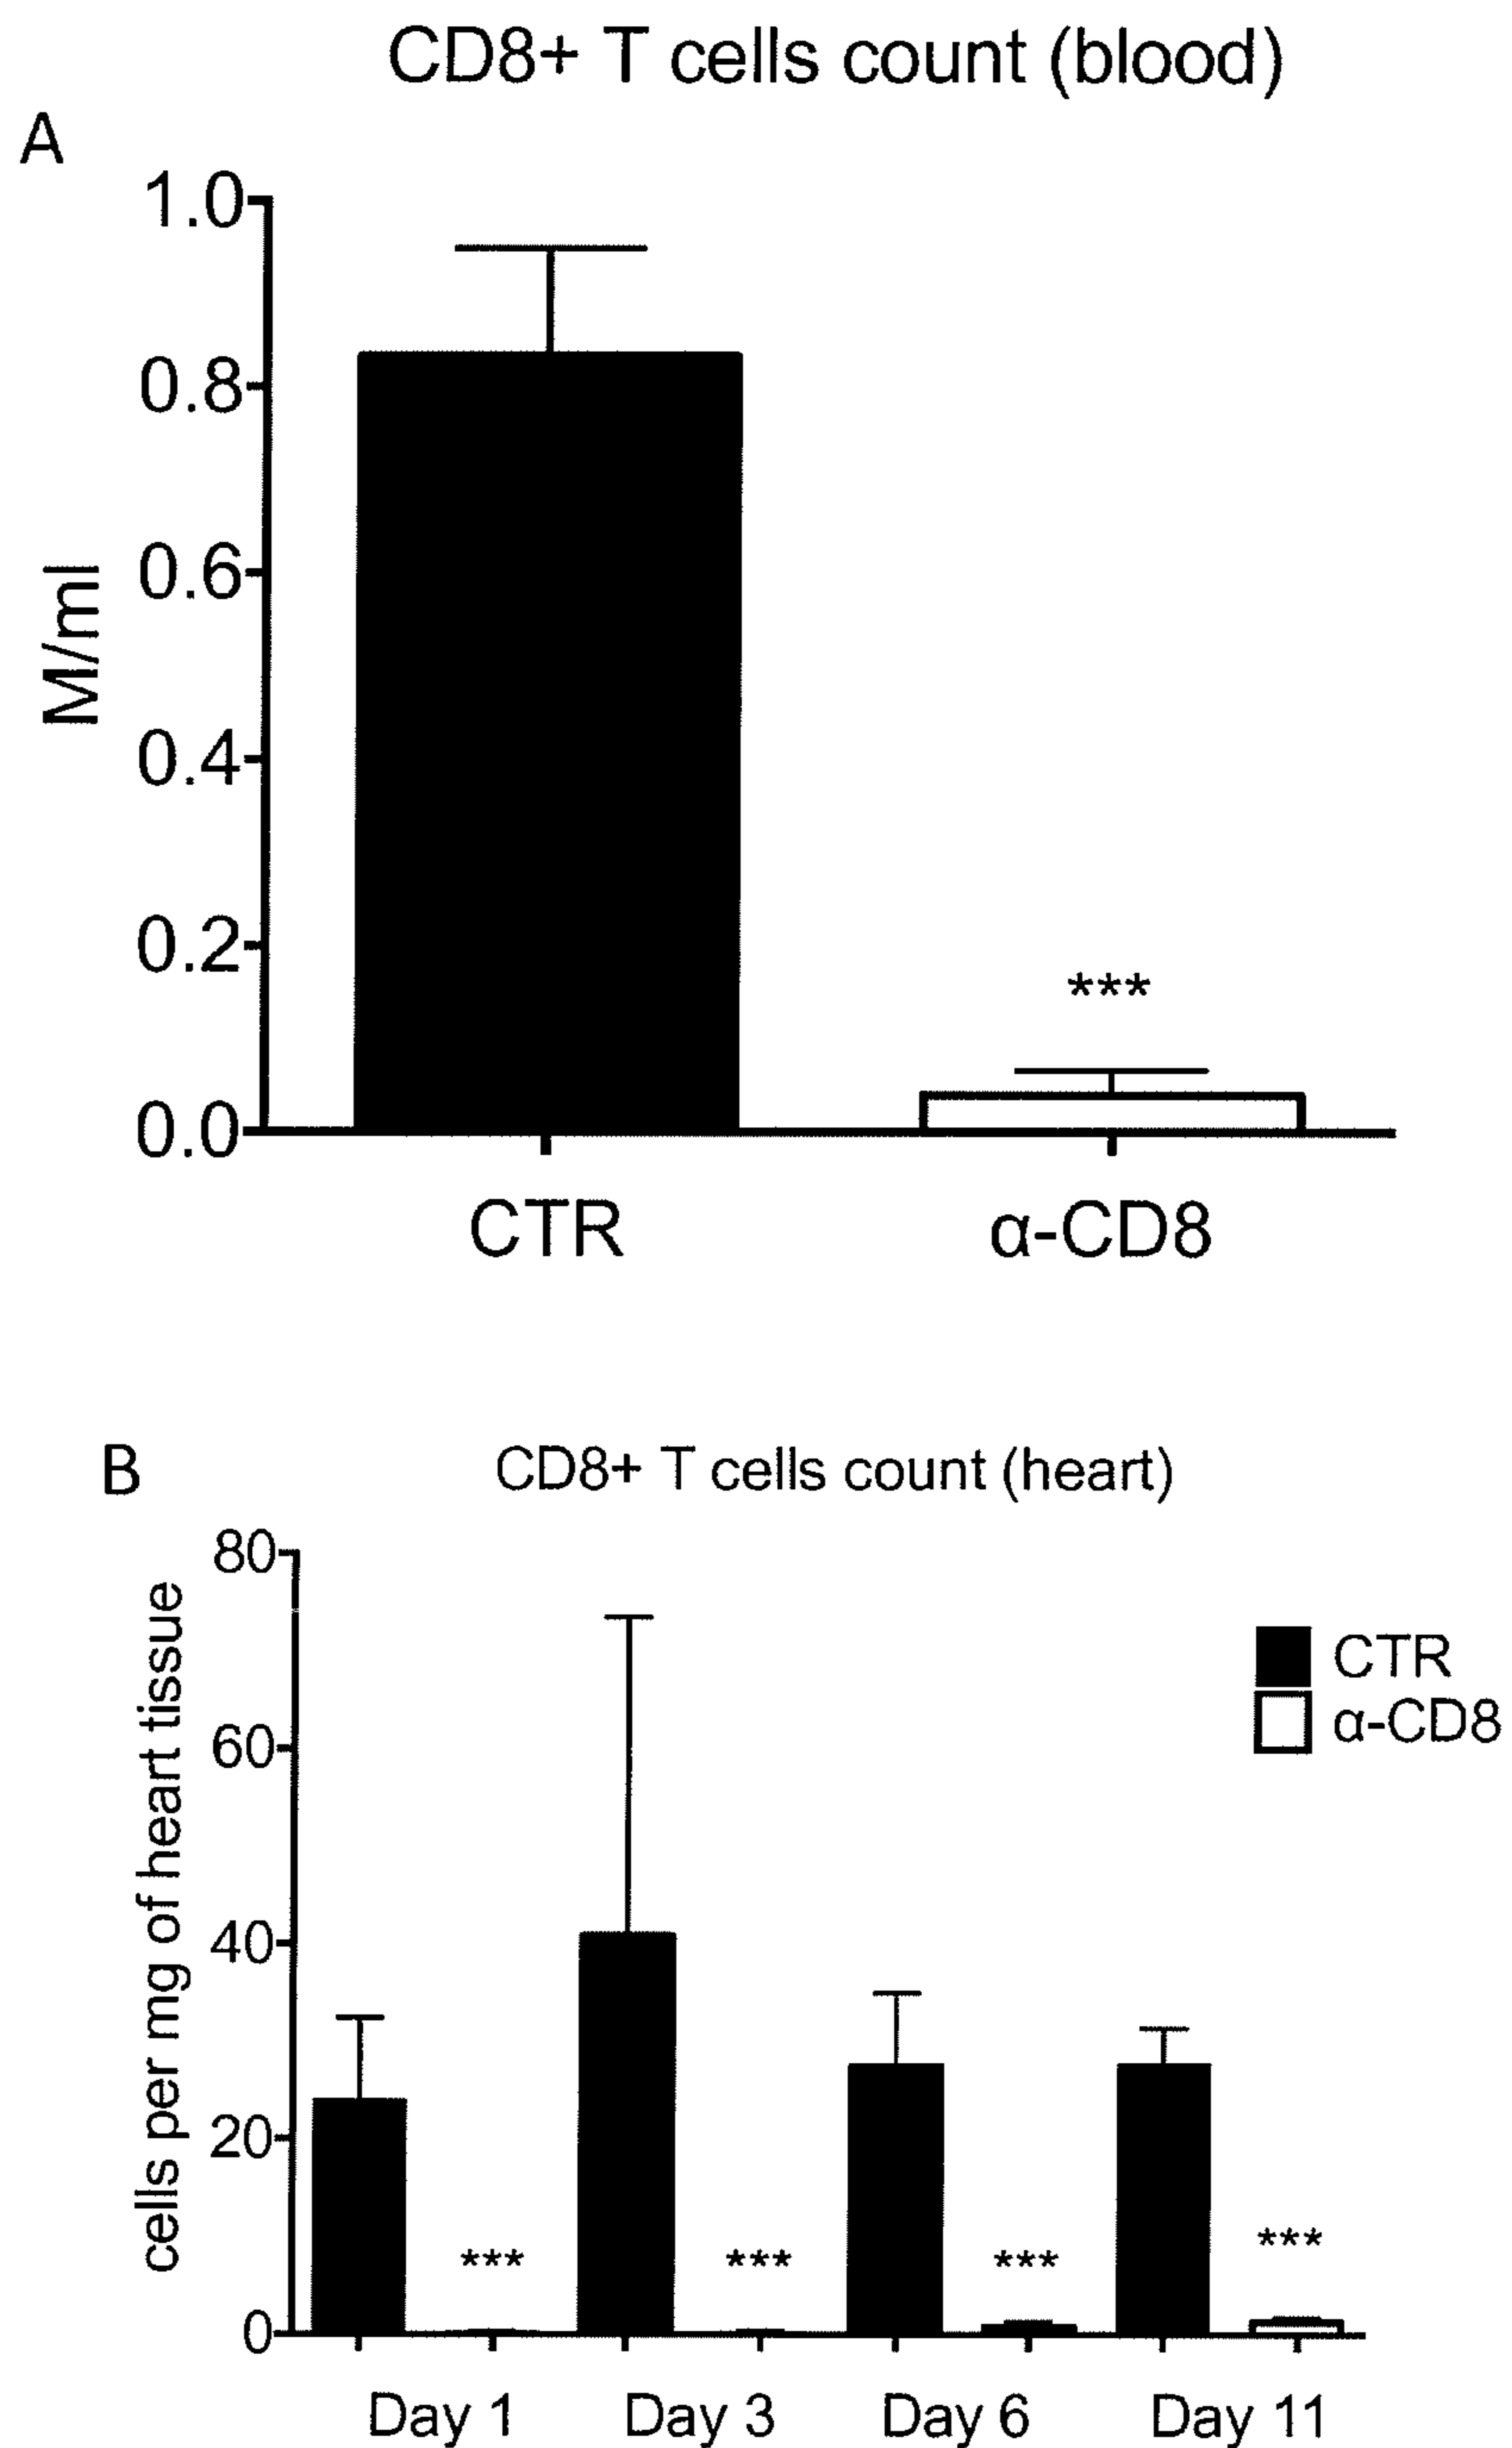 CD8+ T cells count (blood)
A
1.0
0.8
0.6
0.4
0.2
0.0
M/ml
***
CTR
α-CD8
B
CD8+ T cells count (heart)
80
60
40
20
0
cells per mg of heart tissue
CTR
α-CD8
*** *** *** ***
Day 1 Day 3 Day 6 Day 11